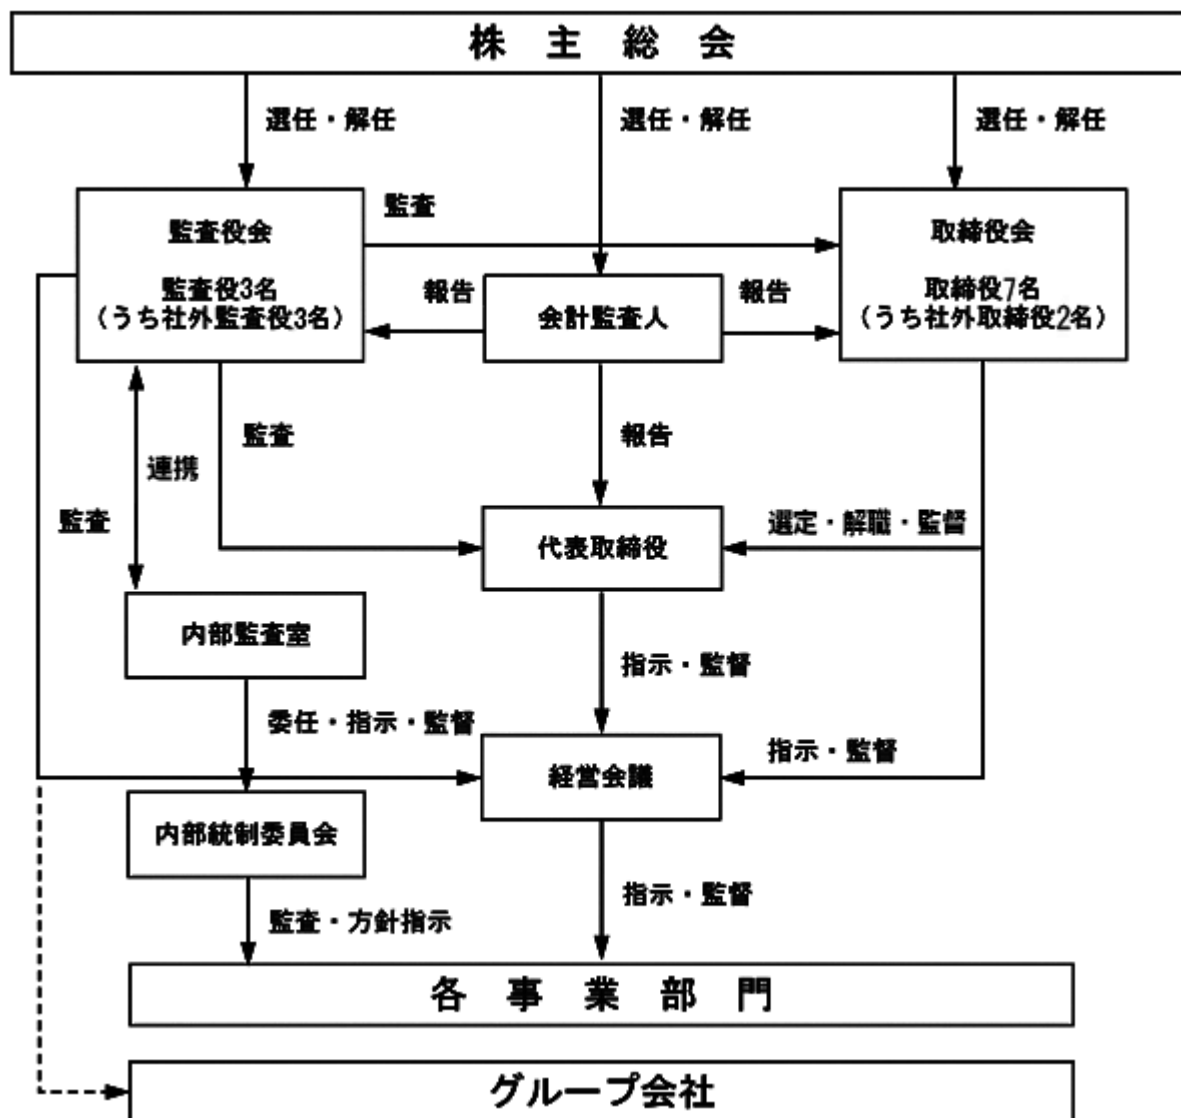 株主総会
選任・解任
選任・解任
選任・解任
監査役会
監査役3名
（うち社外監査役3名）
監査
取締役会
取締役7名
（うち社外取締役2名）
報告
会計監査人
報告
監査
報告
連携
監査
代表取締役
選定・解職・監督
内部監査室
指示・監督
委任・指示・監督
経営会議
指示・監督
内部統制委員会
指示・監督
監査・方針指示
各事業部門
グループ会社